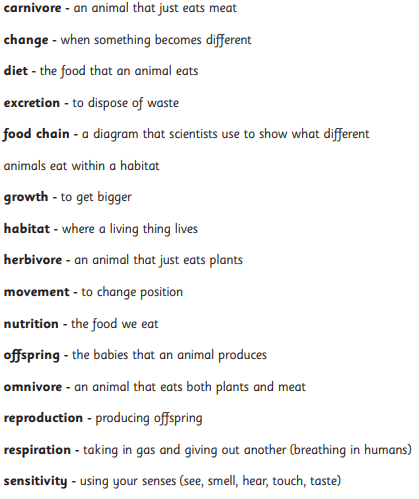 carnivore - an animal that just eats meat
change - when something becomes different
diet - the food that an animal eats
excretion - to dispose of waste
food chain - a diagram that scientists use to show what different
animals eat within a habitat
growth - to get bigger
habitat - where a living thing lives
herbivore - an animal that just eats plants
movement - to change position
nutrition - the food we eat
offspring - the babies that an animal produces
omnivore - an animal that eats both plants and meat
reproduction - producing offspring
respiration - taking in gas and giving out another (breathing in humans)
sensitivity - using your senses (see, smell, hear, touch, taste)